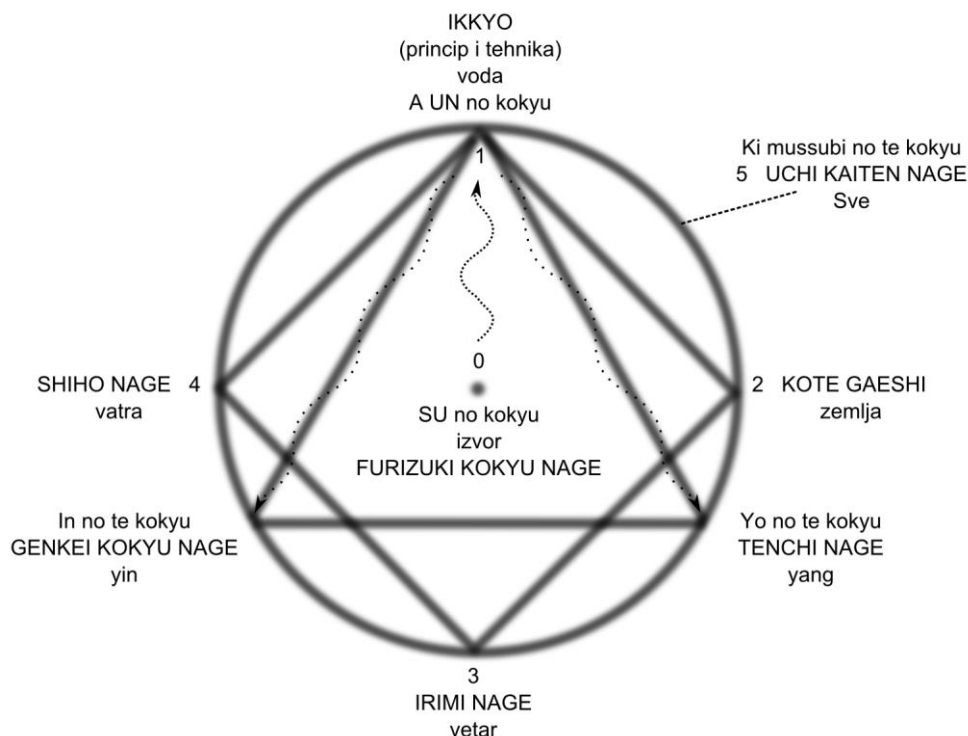 IKKYO
(princip i tehnika)
voda
A UN no kokyu
1
Ki mussubi no te kokyu
5 UCHI KAITEN NAGE
Sve
0
SHIHO NAGE 4
vatra
2 KOTE GAESHI
zemlja
SU no kokyu
izvor
FURIZUKI KOKYU NAGE
In no te kokyu
GENKEI KOKYU NAGE
yin
Yo no te kokyu
TENCHI NAGE
yang
3
IRIMI NAGE
vetar